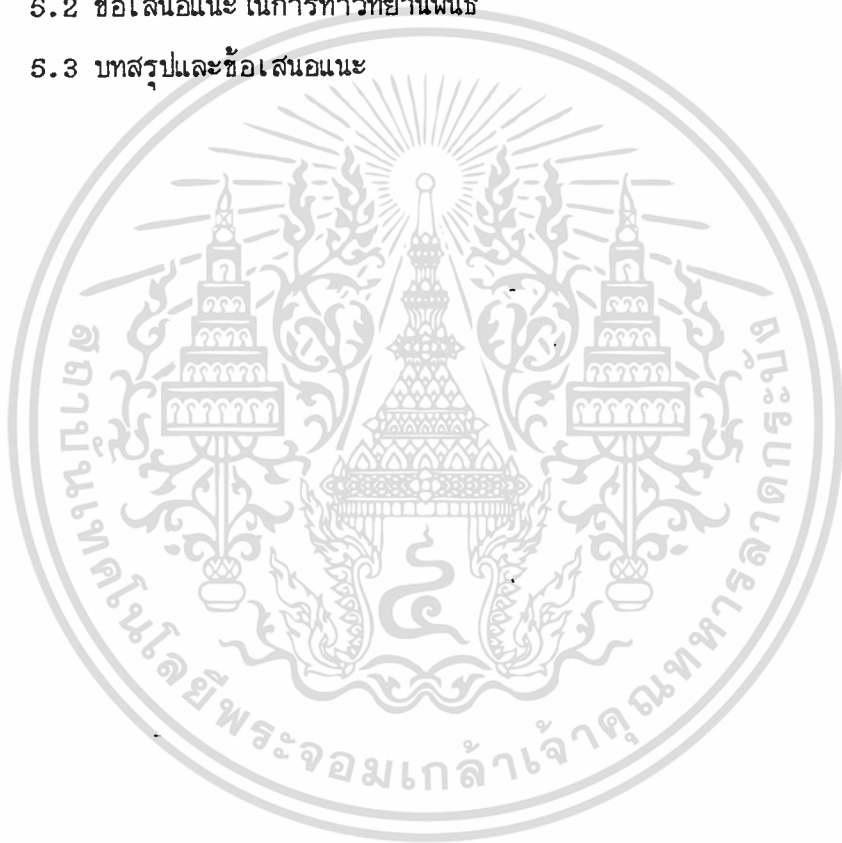 5.2 ข้อเสนอแนะในการทำวิทยานิพนธ์
5.3 บทสรุปและข้อเสนอแนะ
สถาบันเทคโนโลยีพระจอมเกล้าเจ้าคุณทหารลาดกระบัง
๔